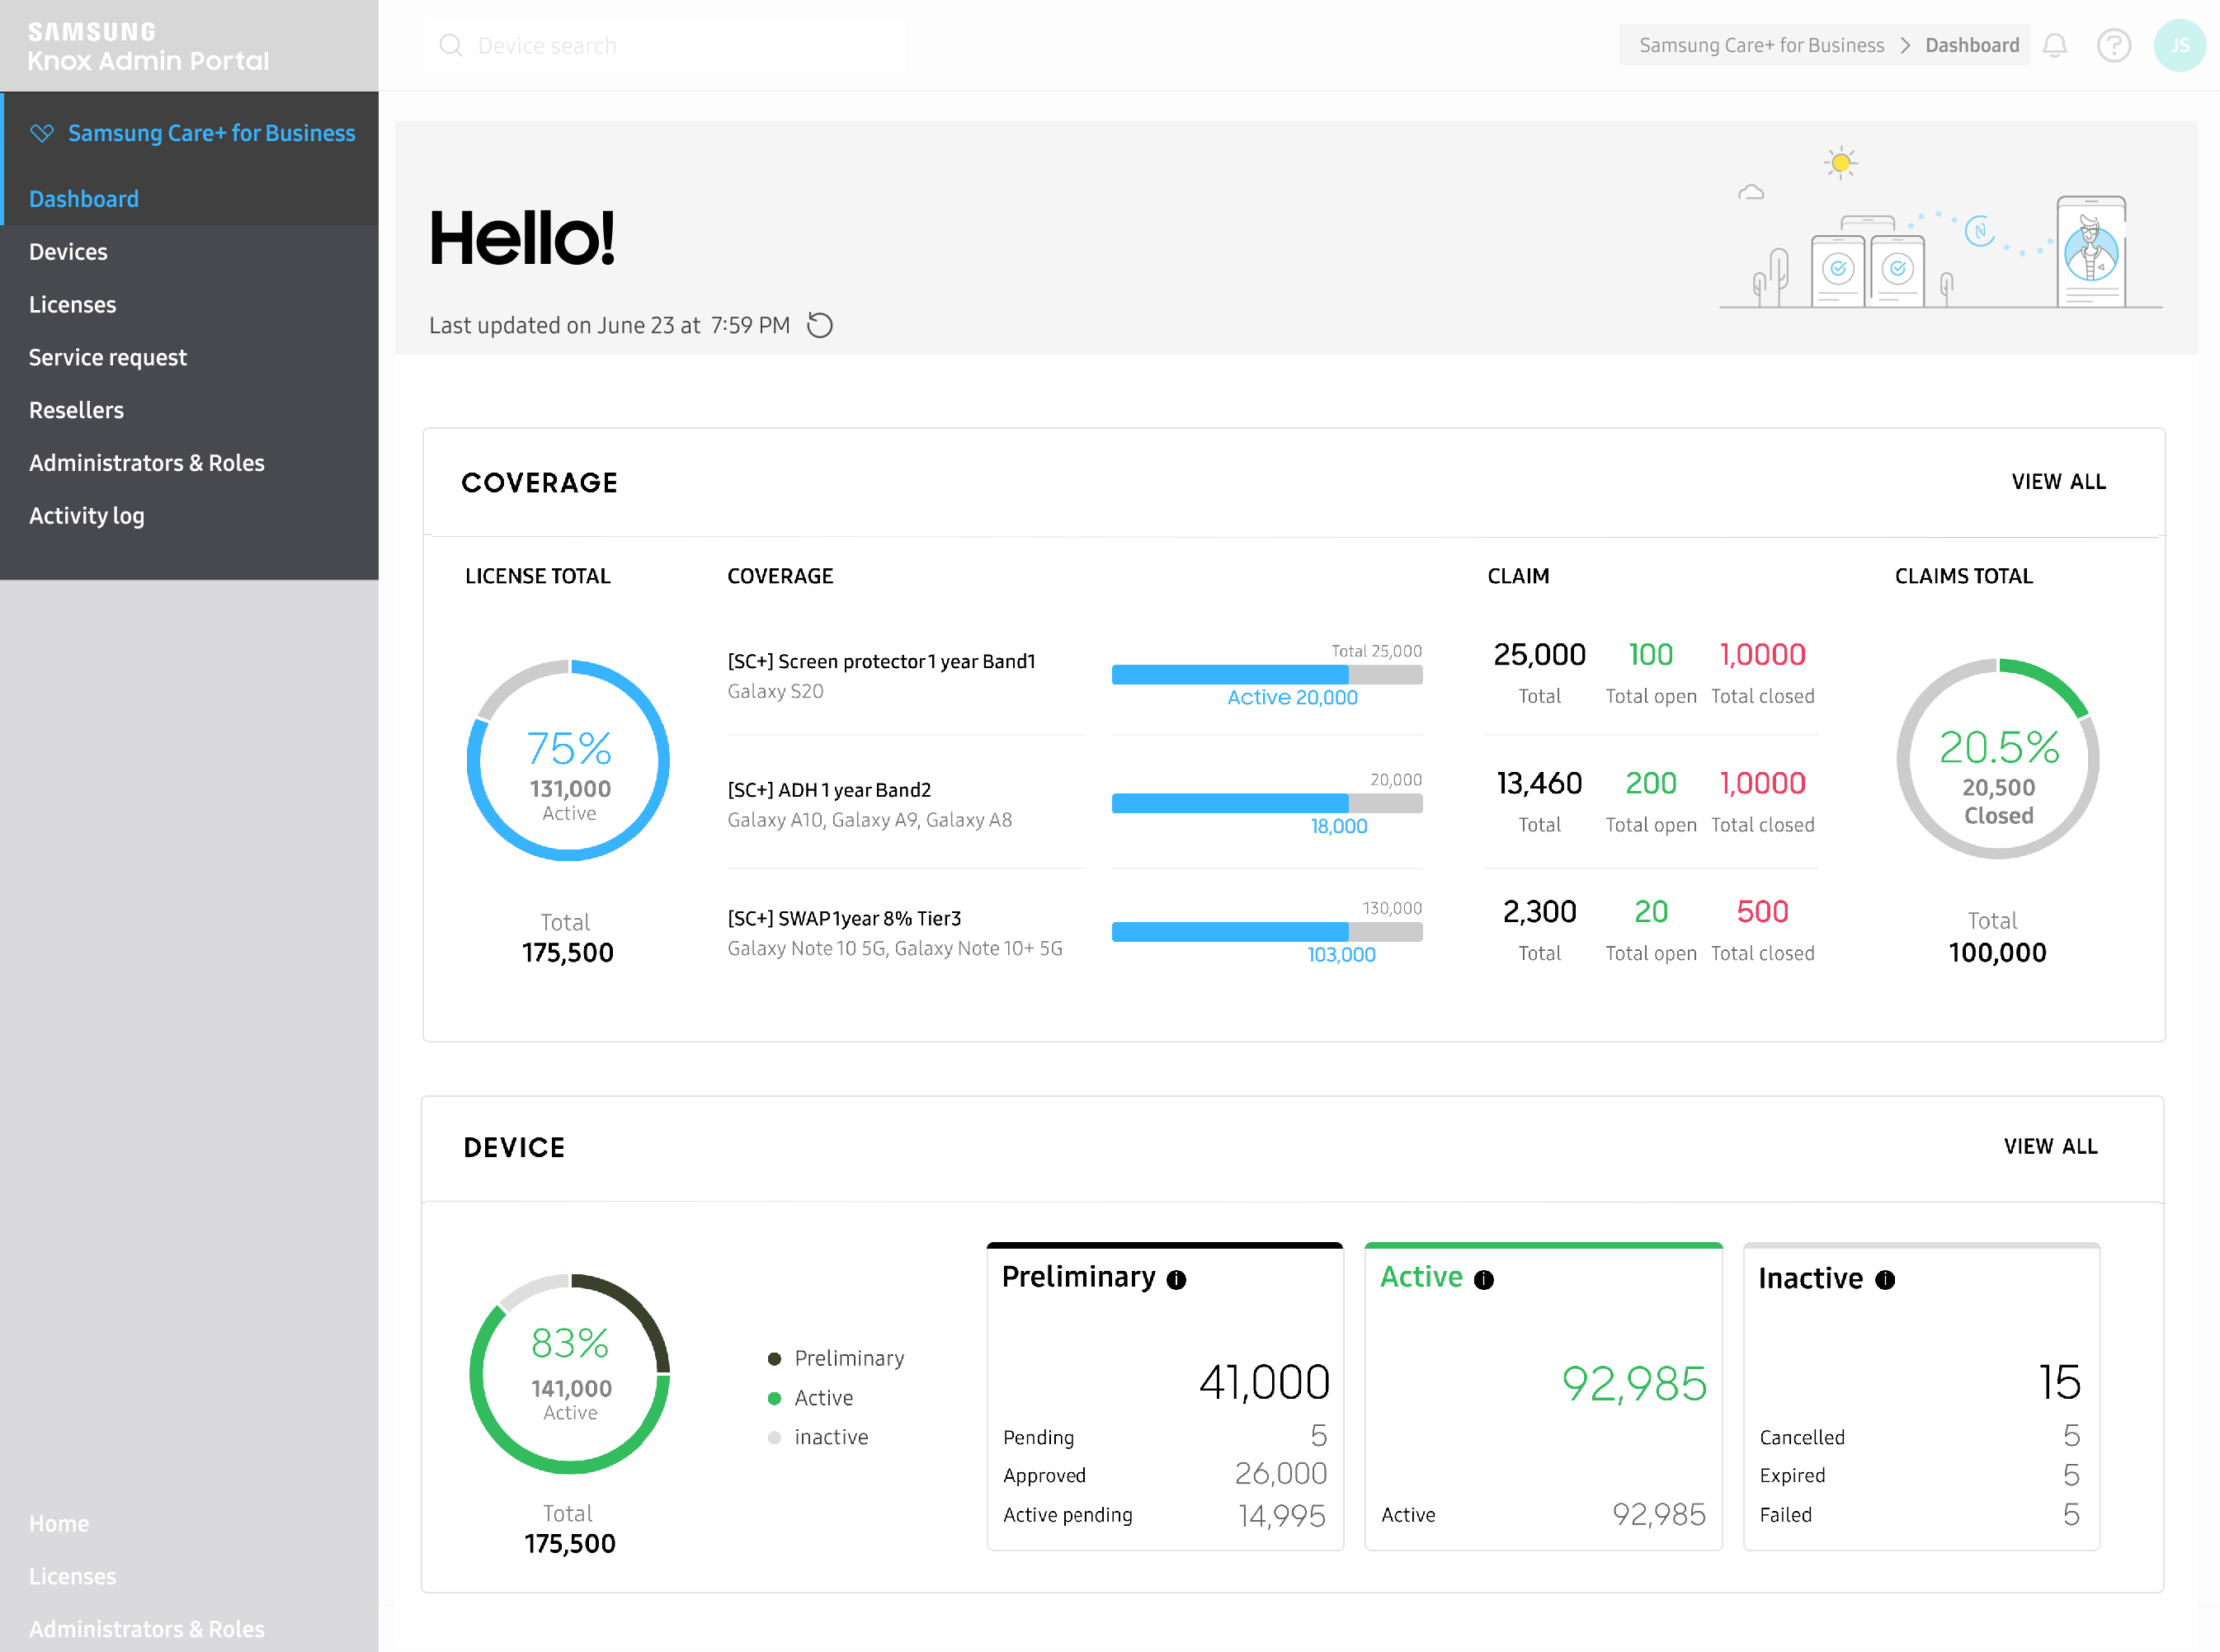 SAMSUNG
Knox Admin Portal
Device search
Samsung Care+ for Business > Dashboard
?
JS
Samsung Care+ for Business
Dashboard
Devices
Licenses
Service request
Resellers
Administrators & Roles
Activity log
Hello!
Last updated on June 23 at 7:59 PM
N
COVERAGE
VIEW ALL
LICENSE TOTAL
COVERAGE
CLAIM
CLAIMS TOTAL
75%
131,000
Active
Total
175,500
[SC+] Screen protector 1 year Band1
Galaxy S20
Total 25,000
Active 20,000
25,000 100 1,0000
Total Total open Total closed
[SC+] ADH 1 year Band2
Galaxy A10, Galaxy A9, Galaxy A8
20,000
18,000
13,460 200 1,0000
Total Total open Total closed
[SC+] SWAP 1year 8% Tier3
Galaxy Note 10 5G, Galaxy Note 10+ 5G
130,000
103,000
2,300 20 500
Total Total open Total closed
20.5%
20,500
Closed
Total
100,000
DEVICE
VIEW ALL
83%
141,000
Active
Total
175,500
Preliminary
Active
inactive
Preliminary i
41,000
Pending 5
Approved 26,000
Active pending 14,995
Active i
92,985
Active 92,985
Inactive i
15
Cancelled 5
Expired 5
Failed 5
Home
Licenses
Administrators & Roles